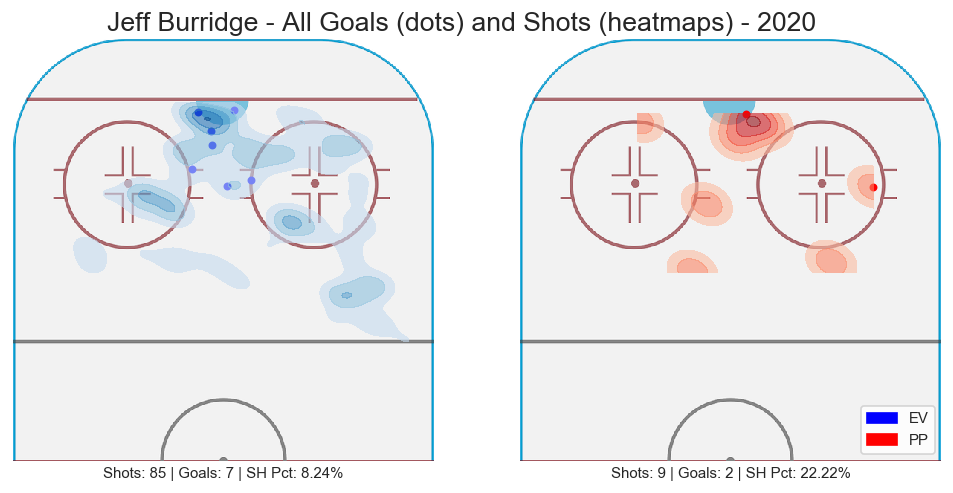 Jeff Burridge - All Goals (dots) and Shots (heatmaps) - 2020
EV
PP
Shots: 85 | Goals: 7 | SH Pct: 8.24%
Shots: 9 | Goals: 2 | SH Pct: 22.22%